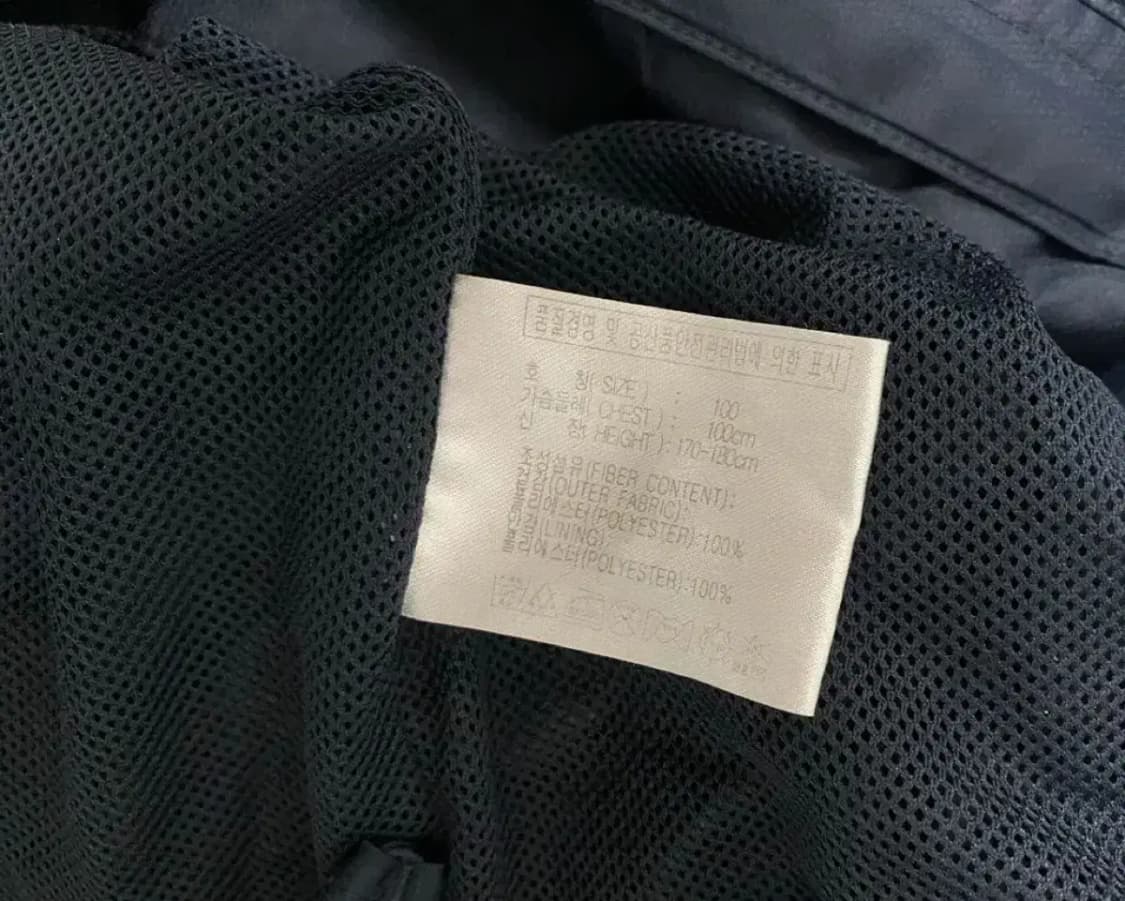 품질경영 및 공산품안전관리법에 의한 표시
호 칭( SIZE ) : 100
가슴둘레( CHEST ) : 100cm
신 장( HEIGHT ) : 170-180cm
조성섬유(FIBER CONTENT):
겉감(OUTER FABRIC):
폴리에스터(POLYESTER):100%
안감(LINING):
폴리에스터(POLYESTER):100%